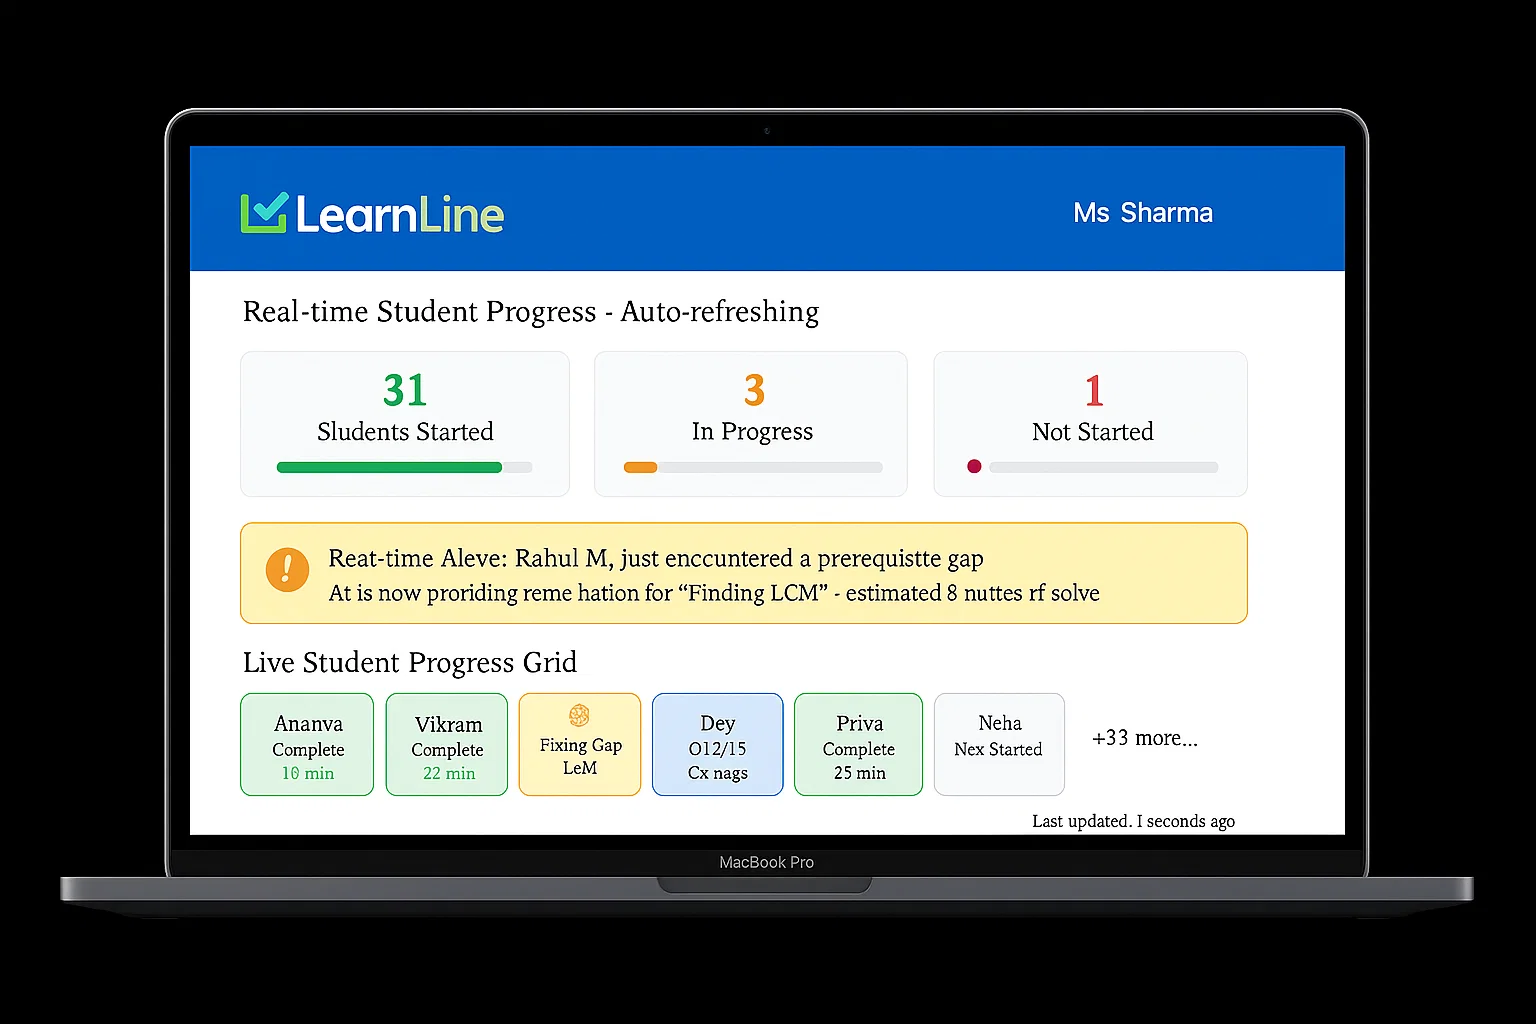 LearnLine
Ms Sharma
Real-time Student Progress - Auto-refreshing
31
Sludents Started
3
In Progress
1
Not Started
!
Reat-time Aleve: Rahul M, just enccuntered a prerequistte gap
At is now proriding reme hation for “Finding LCM” - estimated 8 nuttes rf solve
Live Student Progress Grid
Ananva
Complete
10 min
Vikram
Complete
22 min
Fixing Gap
LeM
Dey
O12/15
Cx nags
Priva
Complete
25 min
Neha
Nex Started
+33 more...
Last updated. I seconds ago
MacBook Pro